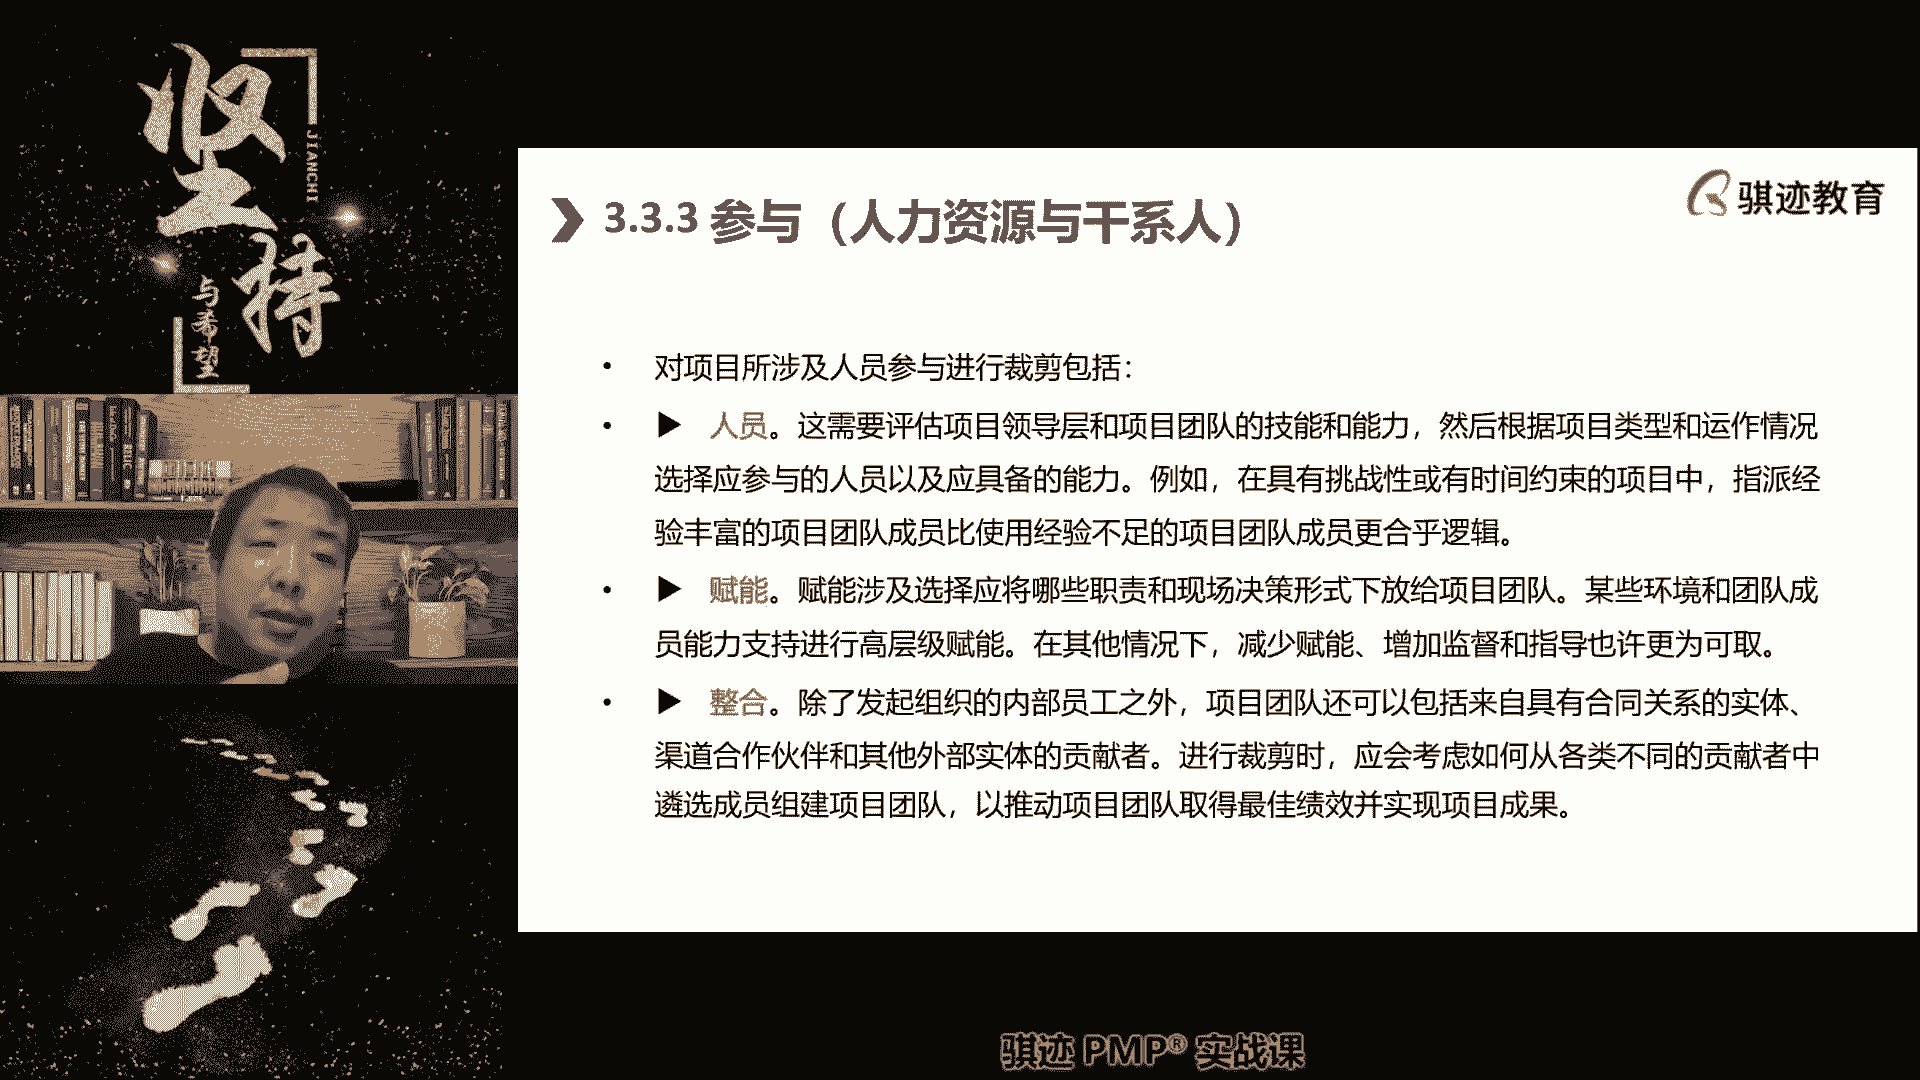 坚持
JIANCHI
与希望
骐迹教育
3.3.3 参与（人力资源与干系人）
• 对项目所涉及人员参与进行裁剪包括：
• ▶ 人员。这需要评估项目领导层和项目团队的技能和能力，然后根据项目类型和运作情况
选择应参与的人员以及应具备的能力。例如，在具有挑战性或有时间约束的项目中，指派经
验丰富的项目团队成员比使用经验不足的项目团队成员更合乎逻辑。
• ▶ 赋能。赋能涉及选择应将哪些职责和现场决策形式下放给项目团队。某些环境和团队成
员能力支持进行高层级赋能。在其他情况下，减少赋能、增加监督和指导也许更为可取。
• ▶ 整合。除了发起组织的内部员工之外，项目团队还可以包括来自具有合同关系的实体、
渠道合作伙伴和其他外部实体的贡献者。进行裁剪时，应会考虑如何从各类不同的贡献者中
遴选成员组建项目团队，以推动项目团队取得最佳绩效并实现项目成果。
骐迹 PMP® 实战课